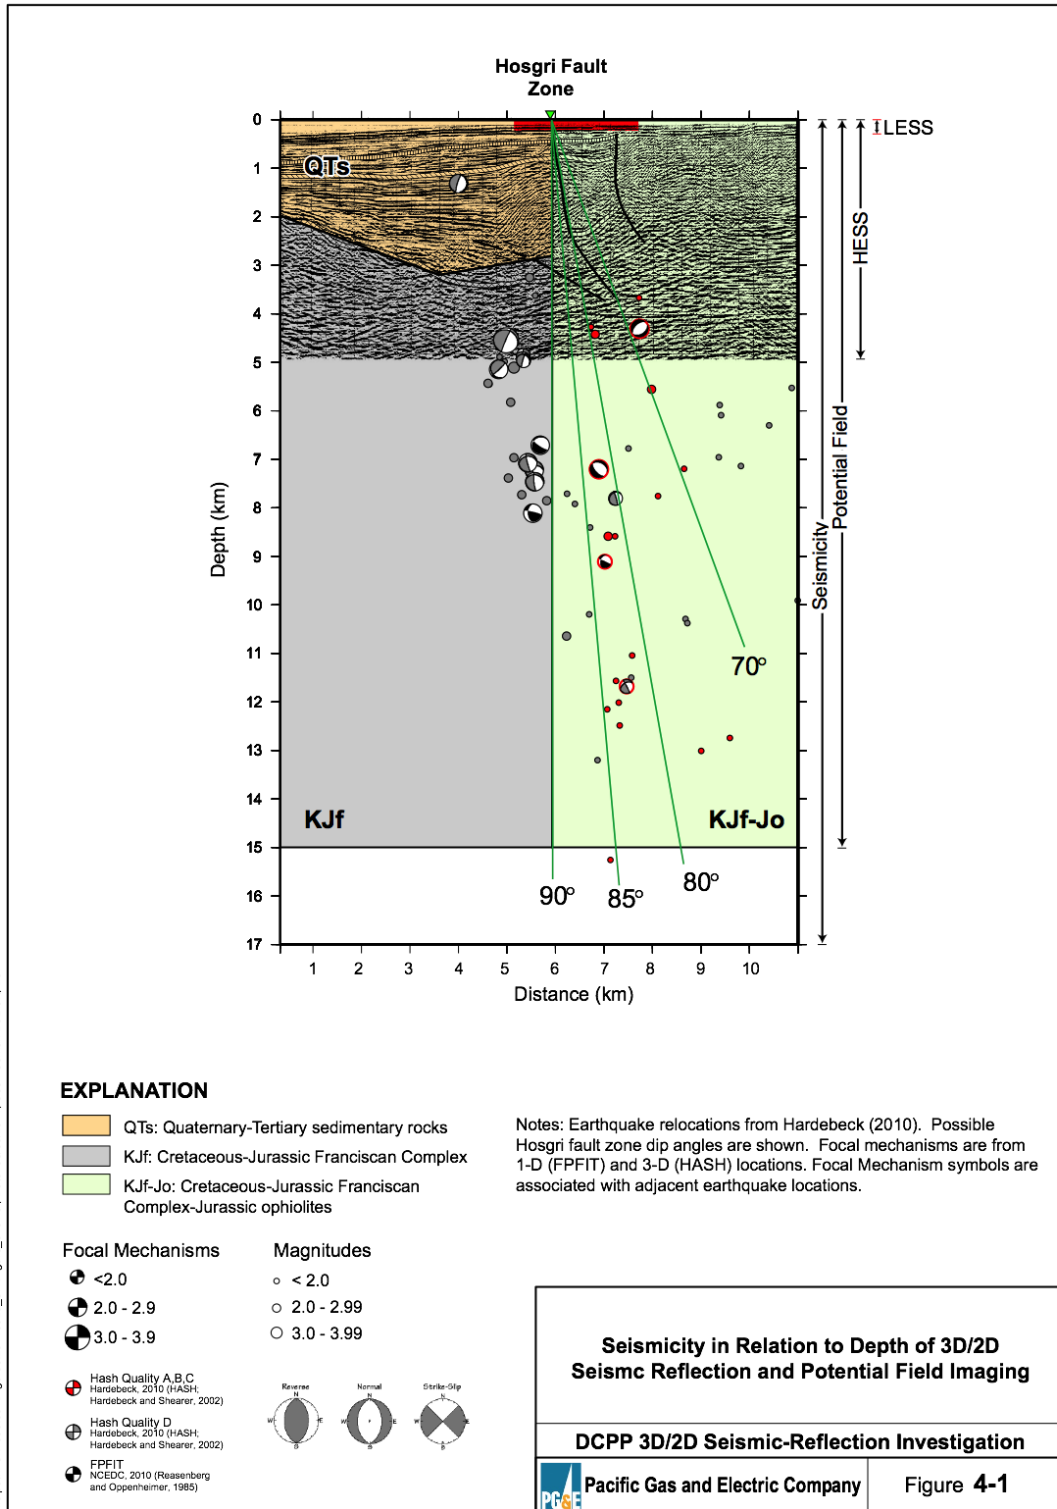 Hosgri Fault
Zone
LESS
HESS
Potential Field
Seismicity
QTs
KJf
KJf-Jo
0
1
2
3
4
5
6
7
8
9
10
11
12
13
14
15
16
17
Depth (km)
70°
80°
85°
90°
1 2 3 4 5 6 7 8 9 10
Distance (km)
EXPLANATION
QTs: Quaternary-Tertiary sedimentary rocks
KJf: Cretaceous-Jurassic Franciscan Complex
KJf-Jo: Cretaceous-Jurassic Franciscan
Complex-Jurassic ophiolites
Notes: Earthquake relocations from Hardebeck (2010). Possible
Hosgri fault zone dip angles are shown. Focal mechanisms are from
1-D (FPFIT) and 3-D (HASH) locations. Focal Mechanism symbols are
associated with adjacent earthquake locations.
Focal Mechanisms
<2.0
2.0 - 2.9
3.0 - 3.9
Magnitudes
< 2.0
2.0 - 2.99
3.0 - 3.99
Hash Quality A,B,C
Hardebeck, 2010 (HASH;
Hardebeck and Shearer, 2002)
Hash Quality D
Hardebeck, 2010 (HASH;
Hardebeck and Shearer, 2002)
FPFIT
NCEDC, 2010 (Reasenberg
and Oppenheimer, 1985)
Reverse
N
W E
S
Normal
N
W E
S
Strike-Slip
N
W E
S
Seismicity in Relation to Depth of 3D/2D
Seismc Reflection and Potential Field Imaging
DCPP 3D/2D Seismic-Reflection Investigation
PG&E
Pacific Gas and Electric Company
Figure 4-1